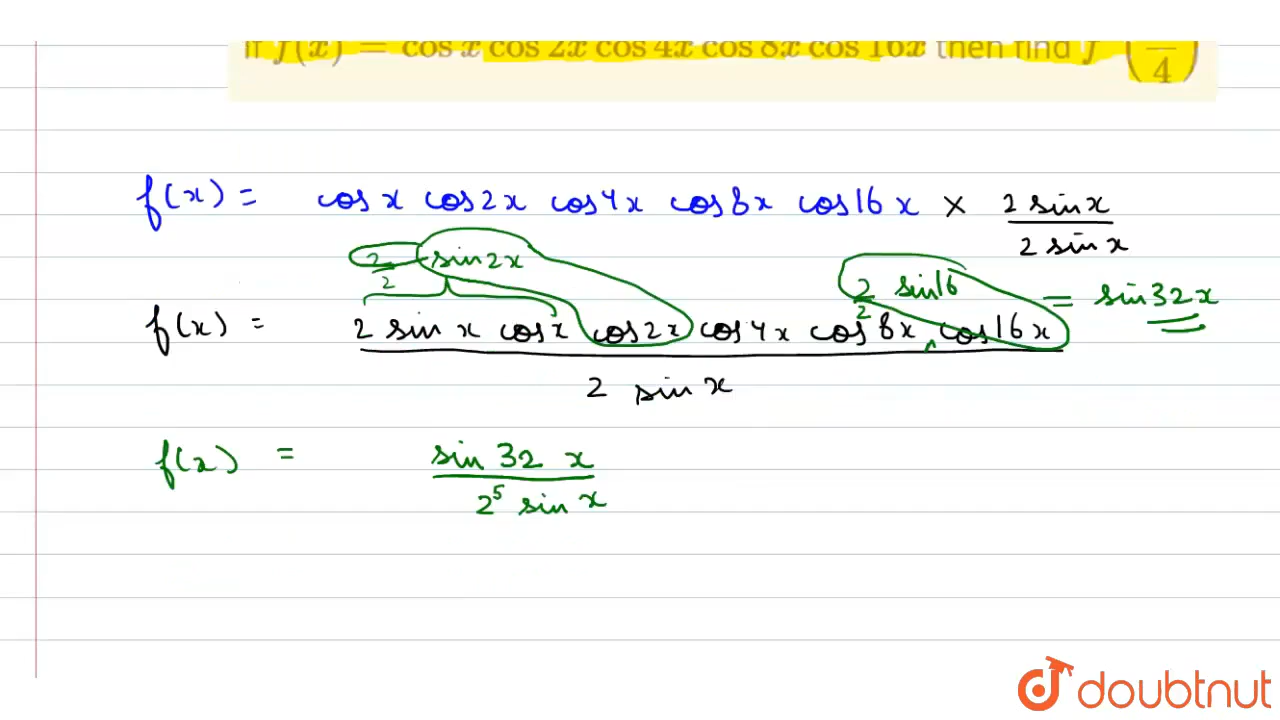 If f(x) = cos x cos 2x cos 4x cos 8x cos 16x then find f' ( — / 4 )
f(x) = cos x cos 2x cos 4x cos 8x cos 16x × 2 sin x / 2 sin x
2/2 sin 2x
2/2 sin 16
= sin 32x
f(x) = 2 sin x cos x cos 2x cos 4x cos 8x cos 16x / 2 sin x
f(x) = sin 32 x / 2⁵ sin x
doubtnut